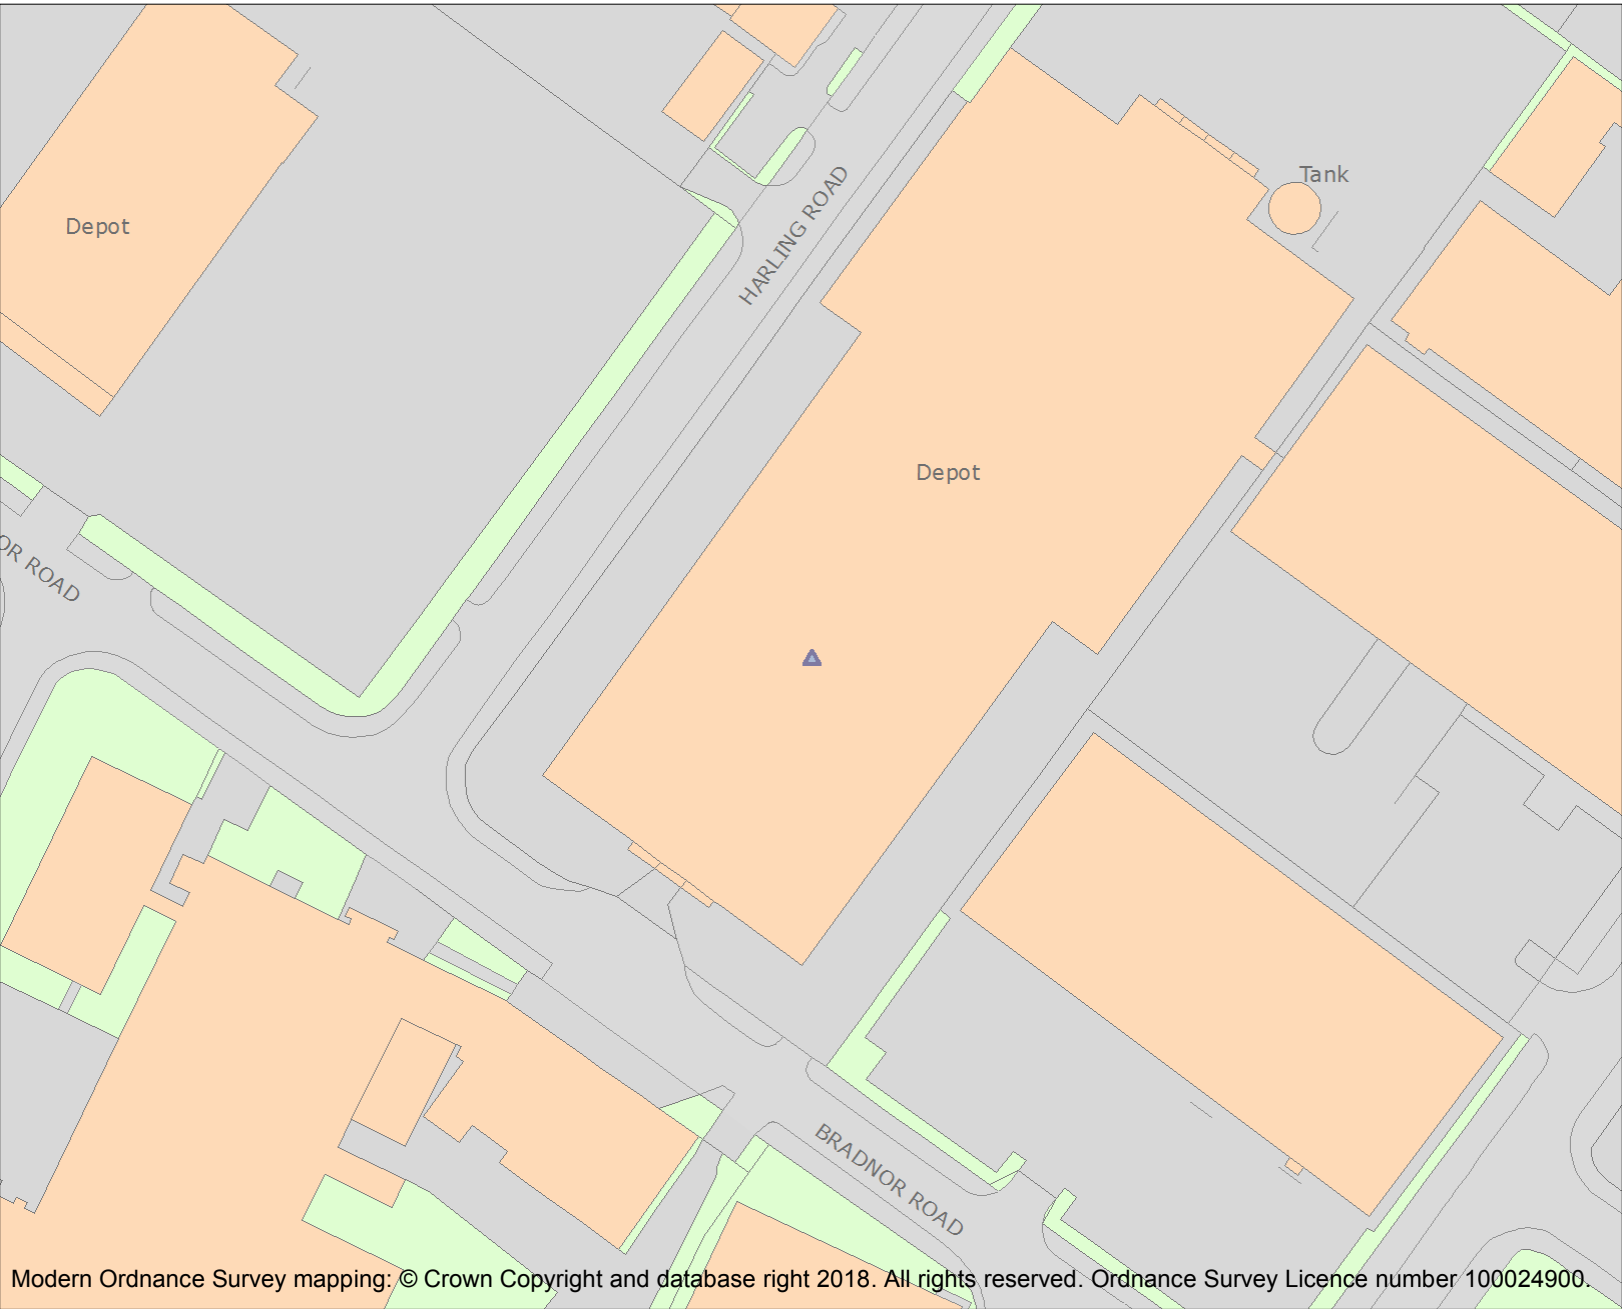 Tank
HARLING ROAD
Depot
Depot
OR ROAD
BRADNOR ROAD
Modern Ordnance Survey mapping: © Crown Copyright and database right 2018. All rights reserved. Ordnance Survey Licence number 100024900.